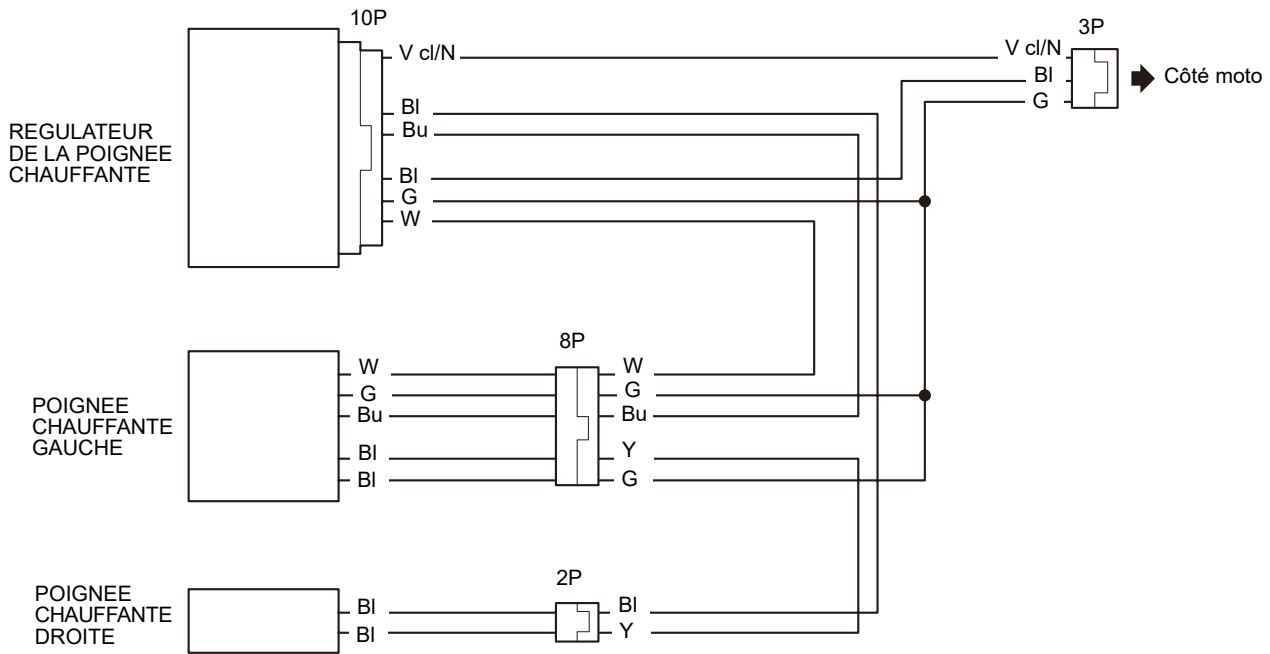 10P
3P
V cl/N
V cl/N
Bl
G
Côté moto
REGULATEUR
DE LA POIGNEE
CHAUFFANTE
Bl
Bu
Bl
G
W
8P
POIGNEE
CHAUFFANTE
GAUCHE
W
G
Bu
Bl
Bl
W
G
Bu
Y
G
2P
POIGNEE
CHAUFFANTE
DROITE
Bl
Bl
Bl
Y